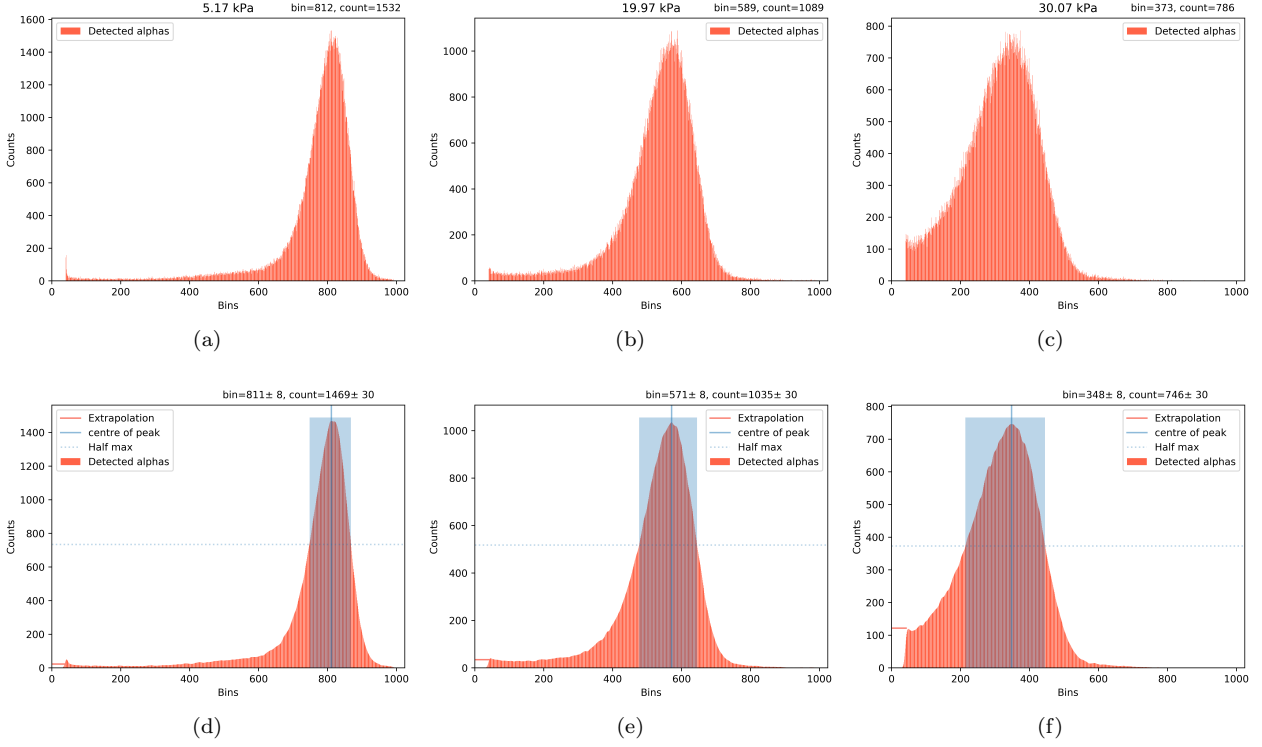 5.17 kPa bin=812, count=1532
Detected alphas
1600
1400
1200
1000
800
600
400
200
0
Counts
0 200 400 600 800 1000
Bins
(a)
19.97 kPa bin=589, count=1089
Detected alphas
1000
800
600
400
200
0
Counts
0 200 400 600 800 1000
Bins
(b)
30.07 kPa bin=373, count=786
Detected alphas
800
700
600
500
400
300
200
100
0
Counts
0 200 400 600 800 1000
Bins
(c)
bin=811± 8, count=1469± 30
Extrapolation
centre of peak
Half max
Detected alphas
1400
1200
1000
800
600
400
200
0
Counts
0 200 400 600 800 1000
Bins
(d)
bin=571± 8, count=1035± 30
Extrapolation
centre of peak
Half max
Detected alphas
1000
800
600
400
200
0
Counts
0 200 400 600 800 1000
Bins
(e)
bin=348± 8, count=746± 30
Extrapolation
centre of peak
Half max
Detected alphas
800
700
600
500
400
300
200
100
0
Counts
0 200 400 600 800 1000
Bins
(f)